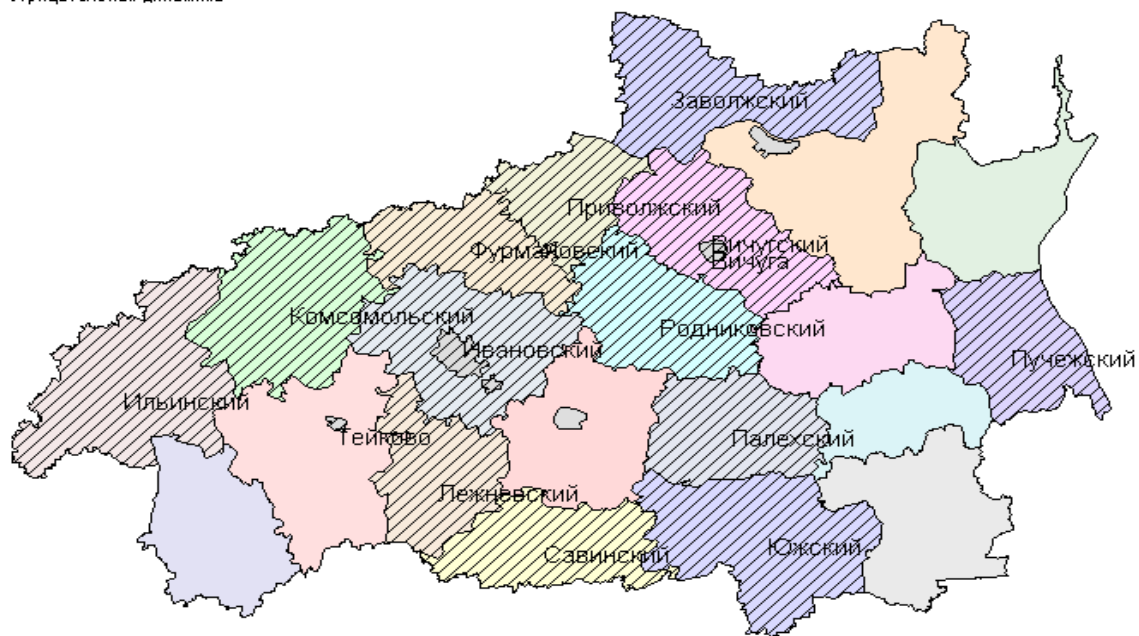 Заволжский
Приволжский
Фурмановский
Вичугский
Вичуга
Комсомольский
Родниковский
Ивановский
Пучежский
Ильинский
Тейково
Палехский
Лежневский
Савинский
Южский